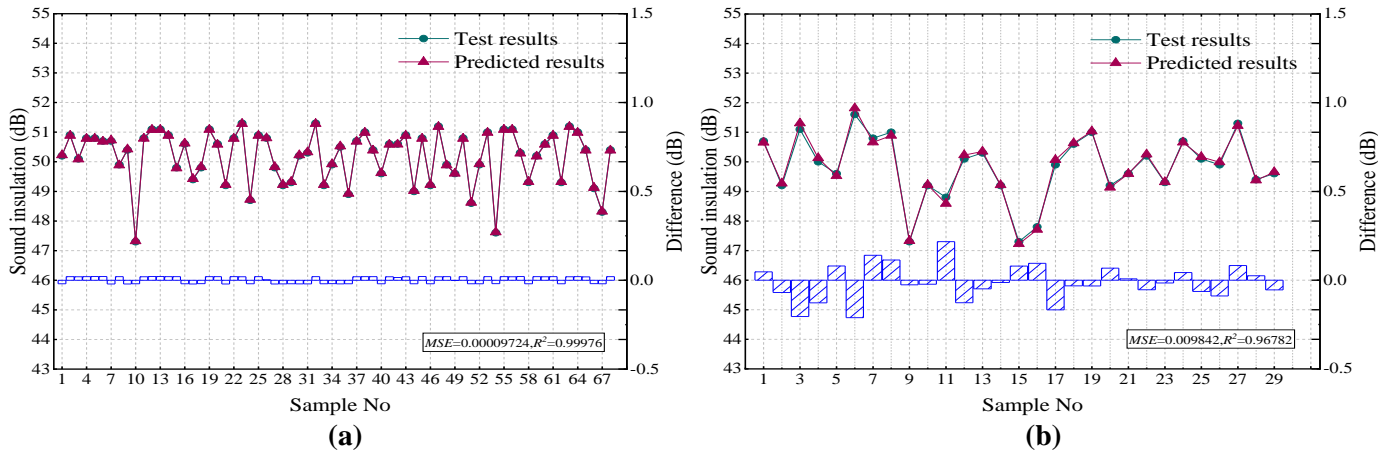 55
54
53
52
51
50
49
48
47
46
45
44
43
Sound insulation (dB)
1.5
1.0
0.5
0.0
-0.5
Difference (dB)
Test results
Predicted results
MSE=0.00009724,R²=0.99976
1 4 7 10 13 16 19 22 25 28 31 34 37 40 43 46 49 52 55 58 61 64 67
Sample No
(a)
55
54
53
52
51
50
49
48
47
46
45
44
43
Sound insulation (dB)
1.5
1.0
0.5
0.0
-0.5
Difference (dB)
Test results
Predicted results
MSE=0.009842,R²=0.96782
1 3 5 7 9 11 13 15 17 19 21 23 25 27 29
Sample No
(b)